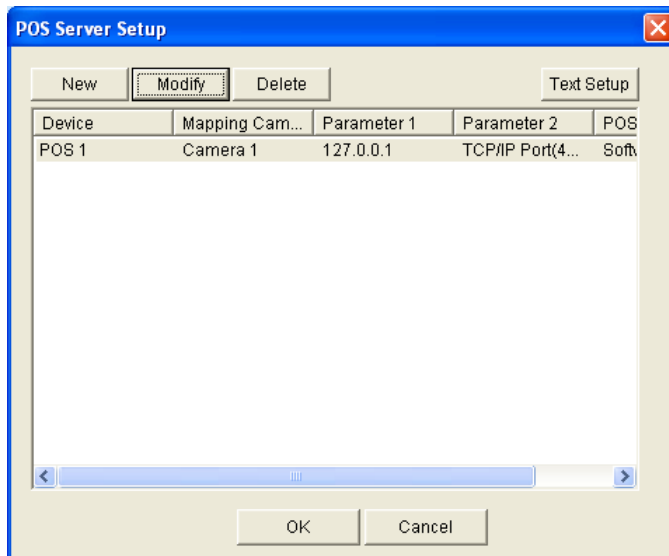 POS Server Setup
New Modify Delete Text Setup
Device Mapping Cam... Parameter 1 Parameter 2 POS
POS 1 Camera 1 127.0.0.1 TCP/IP Port(4... Softw
OK Cancel